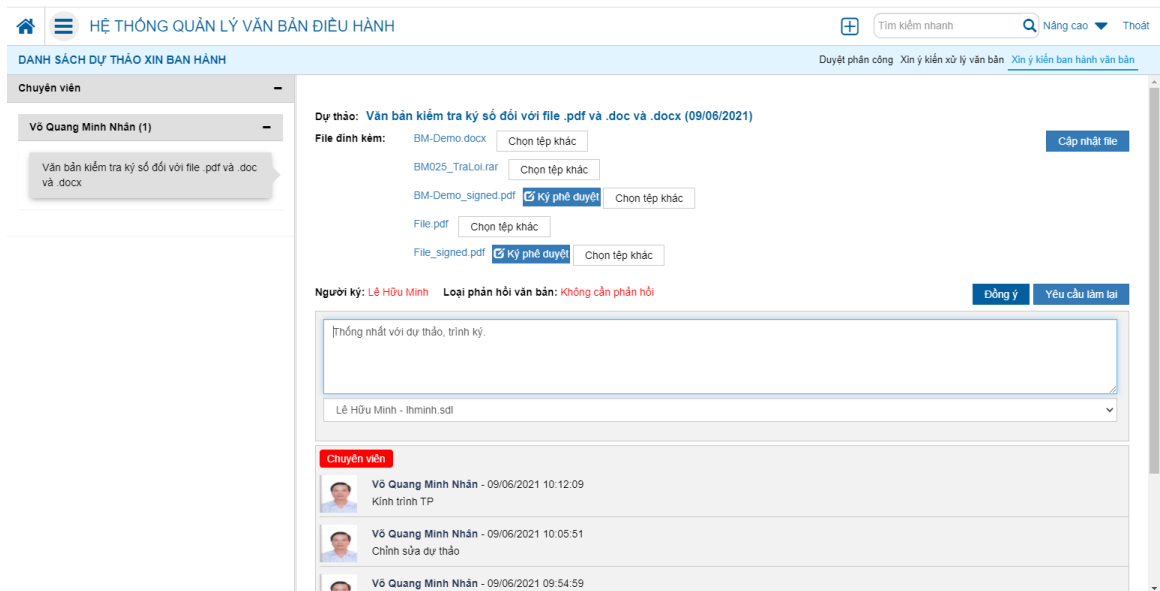 HỆ THỐNG QUẢN LÝ VĂN BẢN ĐIỀU HÀNH
Tìm kiếm nhanh
Nâng cao
Thoát
DANH SÁCH DỰ THẢO XIN BAN HÀNH
Duyệt phân công Xin ý kiến xử lý văn bản Xin ý kiến ban hành văn bản
Chuyên viên
Võ Quang Minh Nhân (1)
Văn bản kiểm tra ký số đối với file .pdf và .doc
và .docx
Dự thảo: Văn bản kiểm tra ký số đối với file .pdf và .doc và .docx (09/06/2021)
File đính kèm: BM-Demo.docx Chọn tệp khác
Cập nhật file
BM025_TraLoi.rar Chọn tệp khác
BM-Demo_signed.pdf Ký phê duyệt Chọn tệp khác
File.pdf Chọn tệp khác
File_signed.pdf Ký phê duyệt Chọn tệp khác
Người ký: Lê Hữu Minh Loại phản hồi văn bản: Không cần phản hồi
Đồng ý
Yêu cầu làm lại
Thống nhất với dự thảo, trình ký.
Lê Hữu Minh - lhminh.sdl
Chuyên viên
Võ Quang Minh Nhân - 09/06/2021 10:12:09
Kính trình TP
Võ Quang Minh Nhân - 09/06/2021 10:05:51
Chỉnh sửa dự thảo
Võ Quang Minh Nhân - 09/06/2021 09:54:59